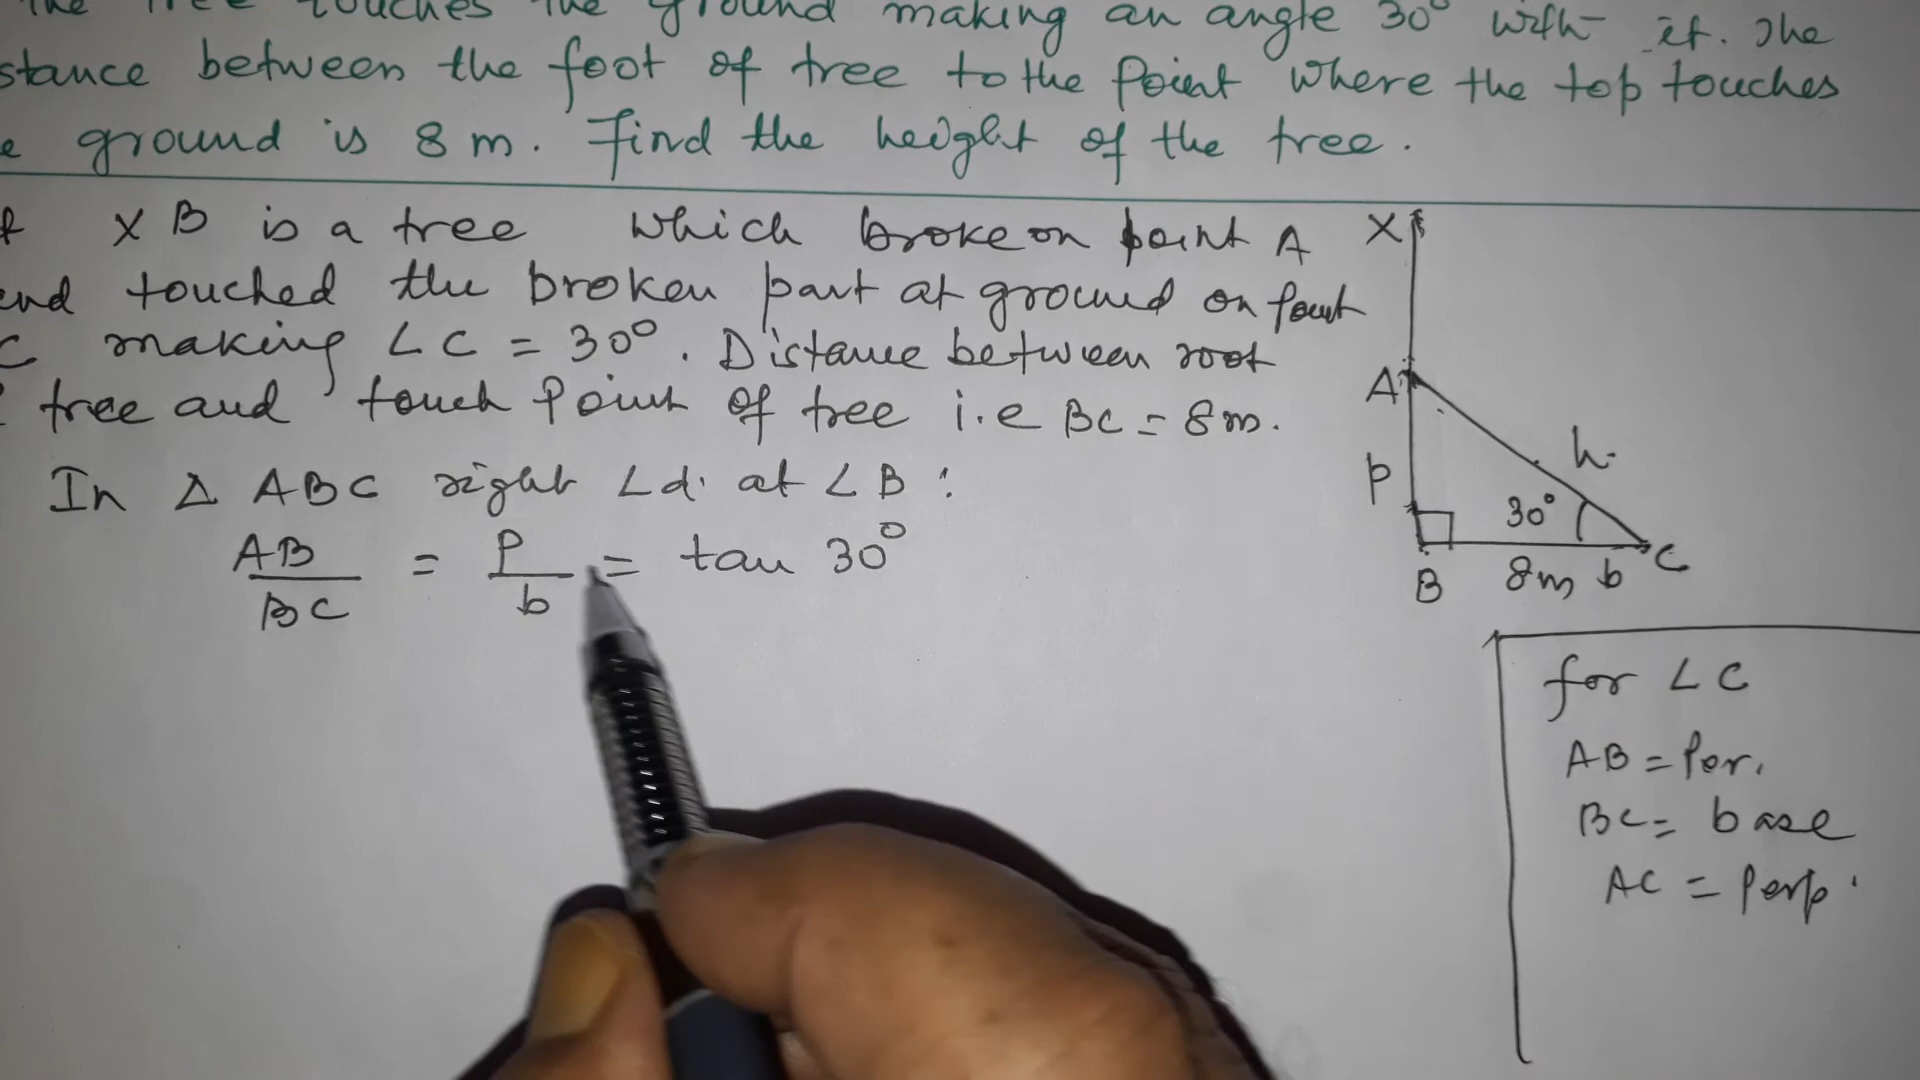 the tree touches the ground making an angle 30° with it. The
stance between the foot of tree to the Point where the top touches
e ground is 8 m. Find the height of the tree.
X B is a tree which broke on point A
end touched the broken part at ground on Point
C making ∠C = 30°. Distance between root
tree and touch Point of tree i.e BC = 8m.
In Δ ABC right ∠d. at ∠B :
AB/BC = P/b = tan 30°
X
A
P
h.
30°
B 8m b C
for ∠C
AB = Per.
BC = base
AC = Perp.